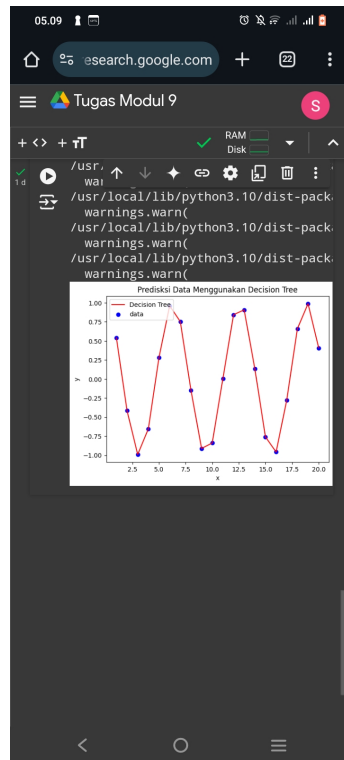 05.09
esearch.google.com
22
Tugas Modul 9
S
+ <> + TT
RAM
Disk
1 d
/usr/
war
/usr/local/lib/python3.10/dist-packa
warnings.warn(
/usr/local/lib/python3.10/dist-packa
warnings.warn(
/usr/local/lib/python3.10/dist-packa
warnings.warn(
Prediksi Data Menggunakan Decision Tree
Decision Tree
data
1.00
0.75
0.50
0.25
0.00
−0.25
−0.50
−0.75
−1.00
y
2.5 5.0 7.5 10.0 12.5 15.0 17.5 20.0
x